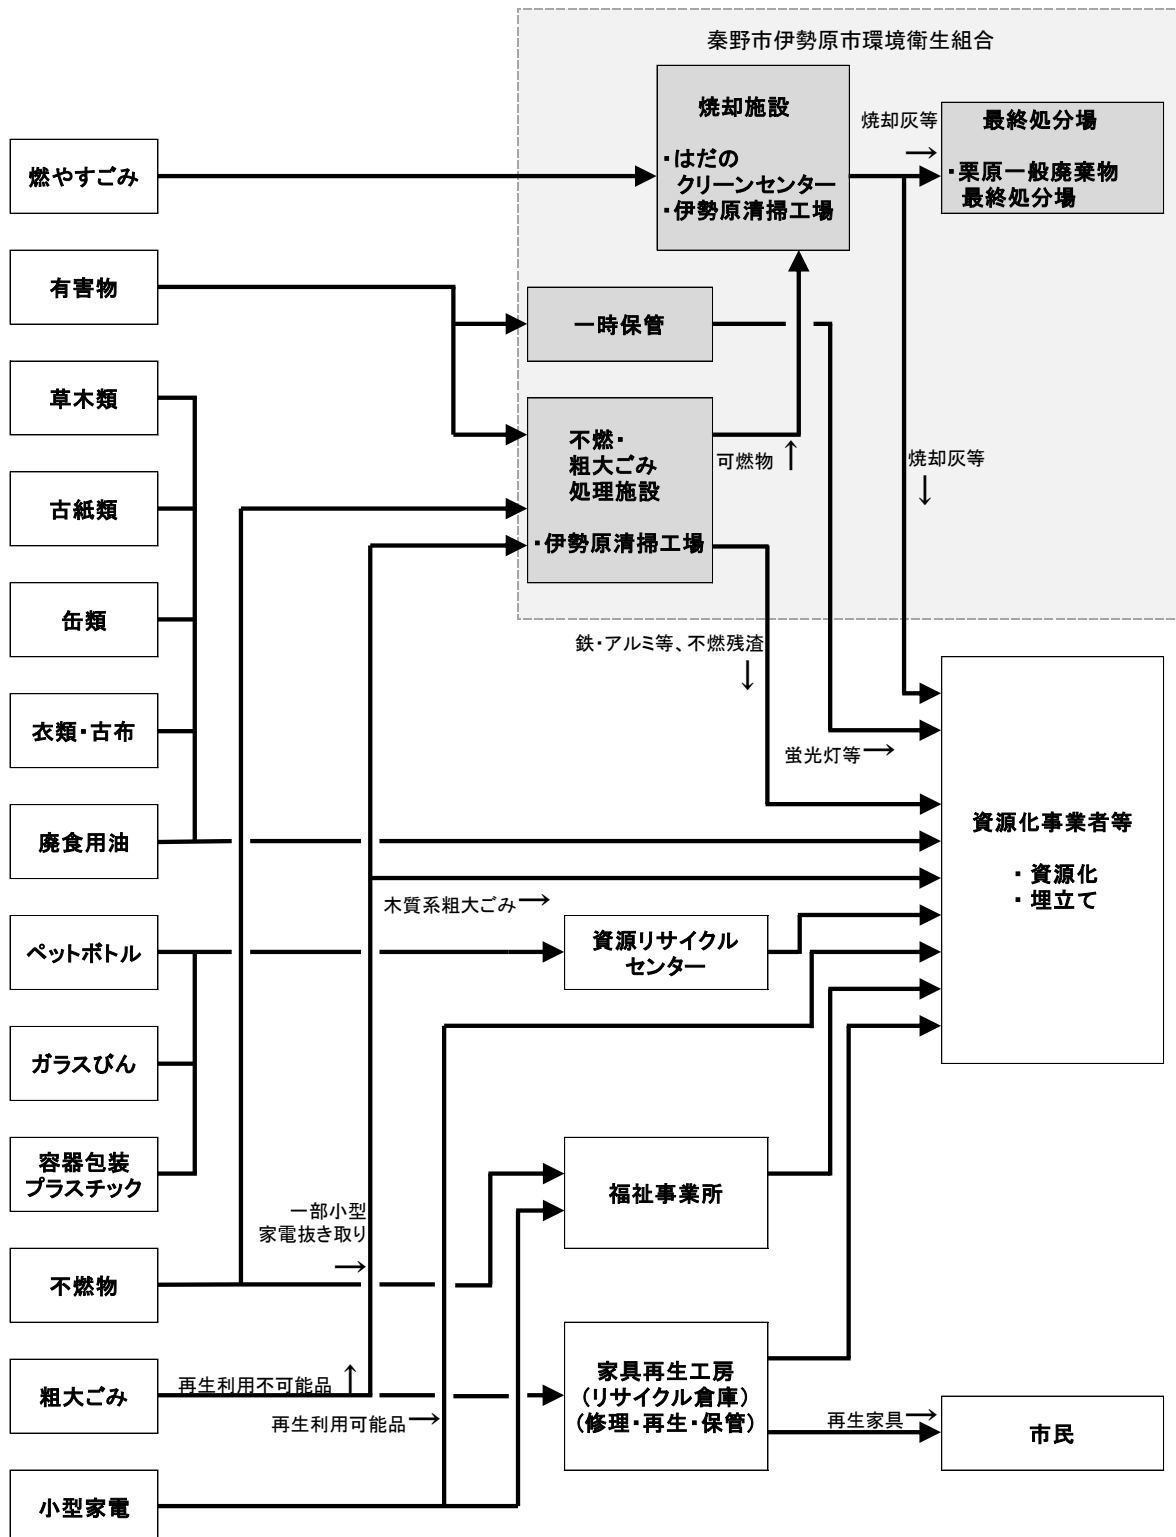 秦野市伊勢原市環境衛生組合
焼却施設
・はだの
クリーンセンター
・伊勢原清掃工場
焼却灰等
→
最終処分場
・栗原一般廃棄物
最終処分場
燃やすごみ
有害物
一時保管
草木類
不燃・
粗大ごみ
処理施設
・伊勢原清掃工場
可燃物 ↑
焼却灰等
↓
古紙類
缶類
鉄・アルミ等、不燃残渣
↓
衣類・古布
蛍光灯等→
廃食用油
資源化事業者等
・資源化
・埋立て
木質系粗大ごみ→
ペットボトル
資源リサイクル
センター
ガラスびん
容器包装
プラスチック
一部小型
家電抜き取り
→
福祉事業所
不燃物
粗大ごみ
再生利用不可能品 ↑
再生利用可能品→
家具再生工房
(リサイクル倉庫)
(修理・再生・保管)
再生家具→
市民
小型家電